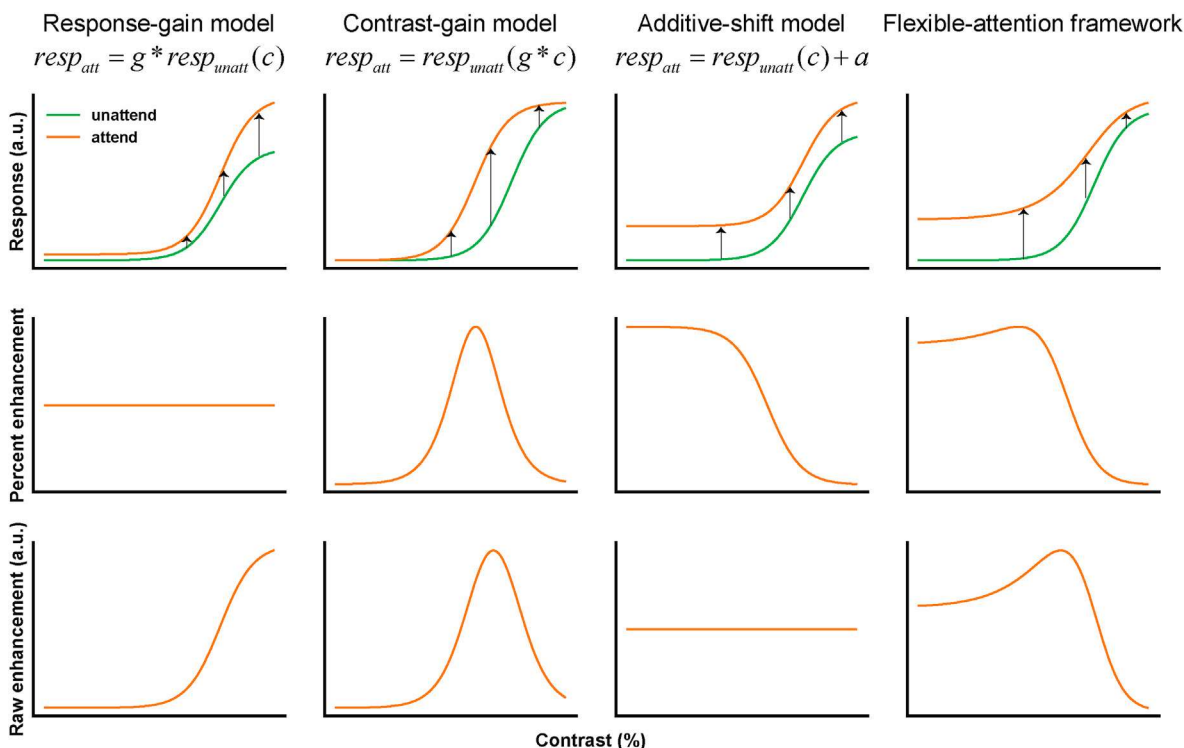 Response-gain model
resp_att = g * resp_unatt(c)
Contrast-gain model
resp_att = resp_unatt(g * c)
Additive-shift model
resp_att = resp_unatt(c) + a
Flexible-attention framework
Response (a.u.)
unattend
attend
Percent enhancement
Raw enhancement (a.u.)
Contrast (%)